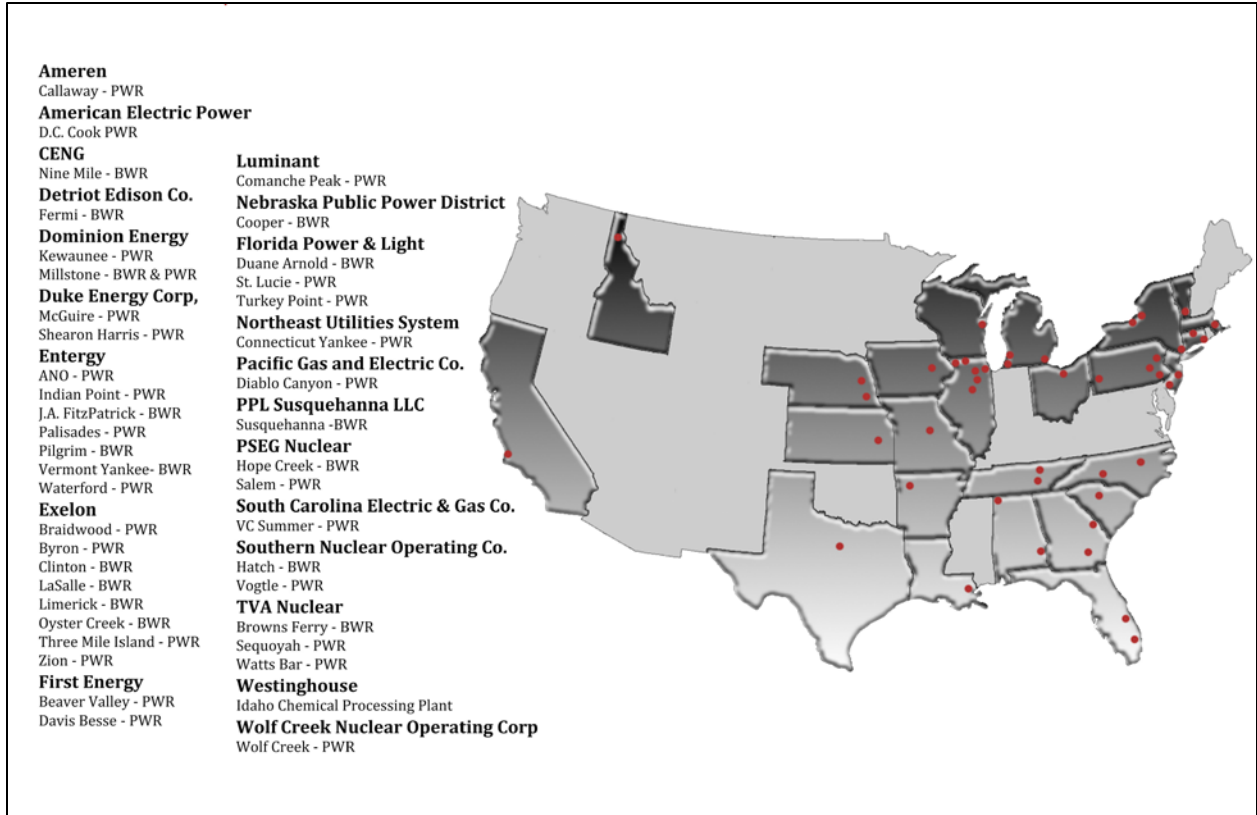 Ameren
Callaway - PWR
American Electric Power
D.C. Cook PWR
CENG
Nine Mile - BWR
Detriot Edison Co.
Fermi - BWR
Dominion Energy
Kewaunee - PWR
Millstone - BWR & PWR
Duke Energy Corp,
McGuire - PWR
Shearon Harris - PWR
Entergy
ANO - PWR
Indian Point - PWR
J.A. FitzPatrick - BWR
Palisades - PWR
Pilgrim - BWR
Vermont Yankee- BWR
Waterford - PWR
Exelon
Braidwood - PWR
Byron - PWR
Clinton - BWR
LaSalle - BWR
Limerick - BWR
Oyster Creek - BWR
Three Mile Island - PWR
Zion - PWR
First Energy
Beaver Valley - PWR
Davis Besse - PWR
Luminant
Comanche Peak - PWR
Nebraska Public Power District
Cooper - BWR
Florida Power & Light
Duane Arnold - BWR
St. Lucie - PWR
Turkey Point - PWR
Northeast Utilities System
Connecticut Yankee - PWR
Pacific Gas and Electric Co.
Diablo Canyon - PWR
PPL Susquehanna LLC
Susquehanna -BWR
PSEG Nuclear
Hope Creek - BWR
Salem - PWR
South Carolina Electric & Gas Co.
VC Summer - PWR
Southern Nuclear Operating Co.
Hatch - BWR
Vogtle - PWR
TVA Nuclear
Browns Ferry - BWR
Sequoyah - PWR
Watts Bar - PWR
Westinghouse
Idaho Chemical Processing Plant
Wolf Creek Nuclear Operating Corp
Wolf Creek - PWR